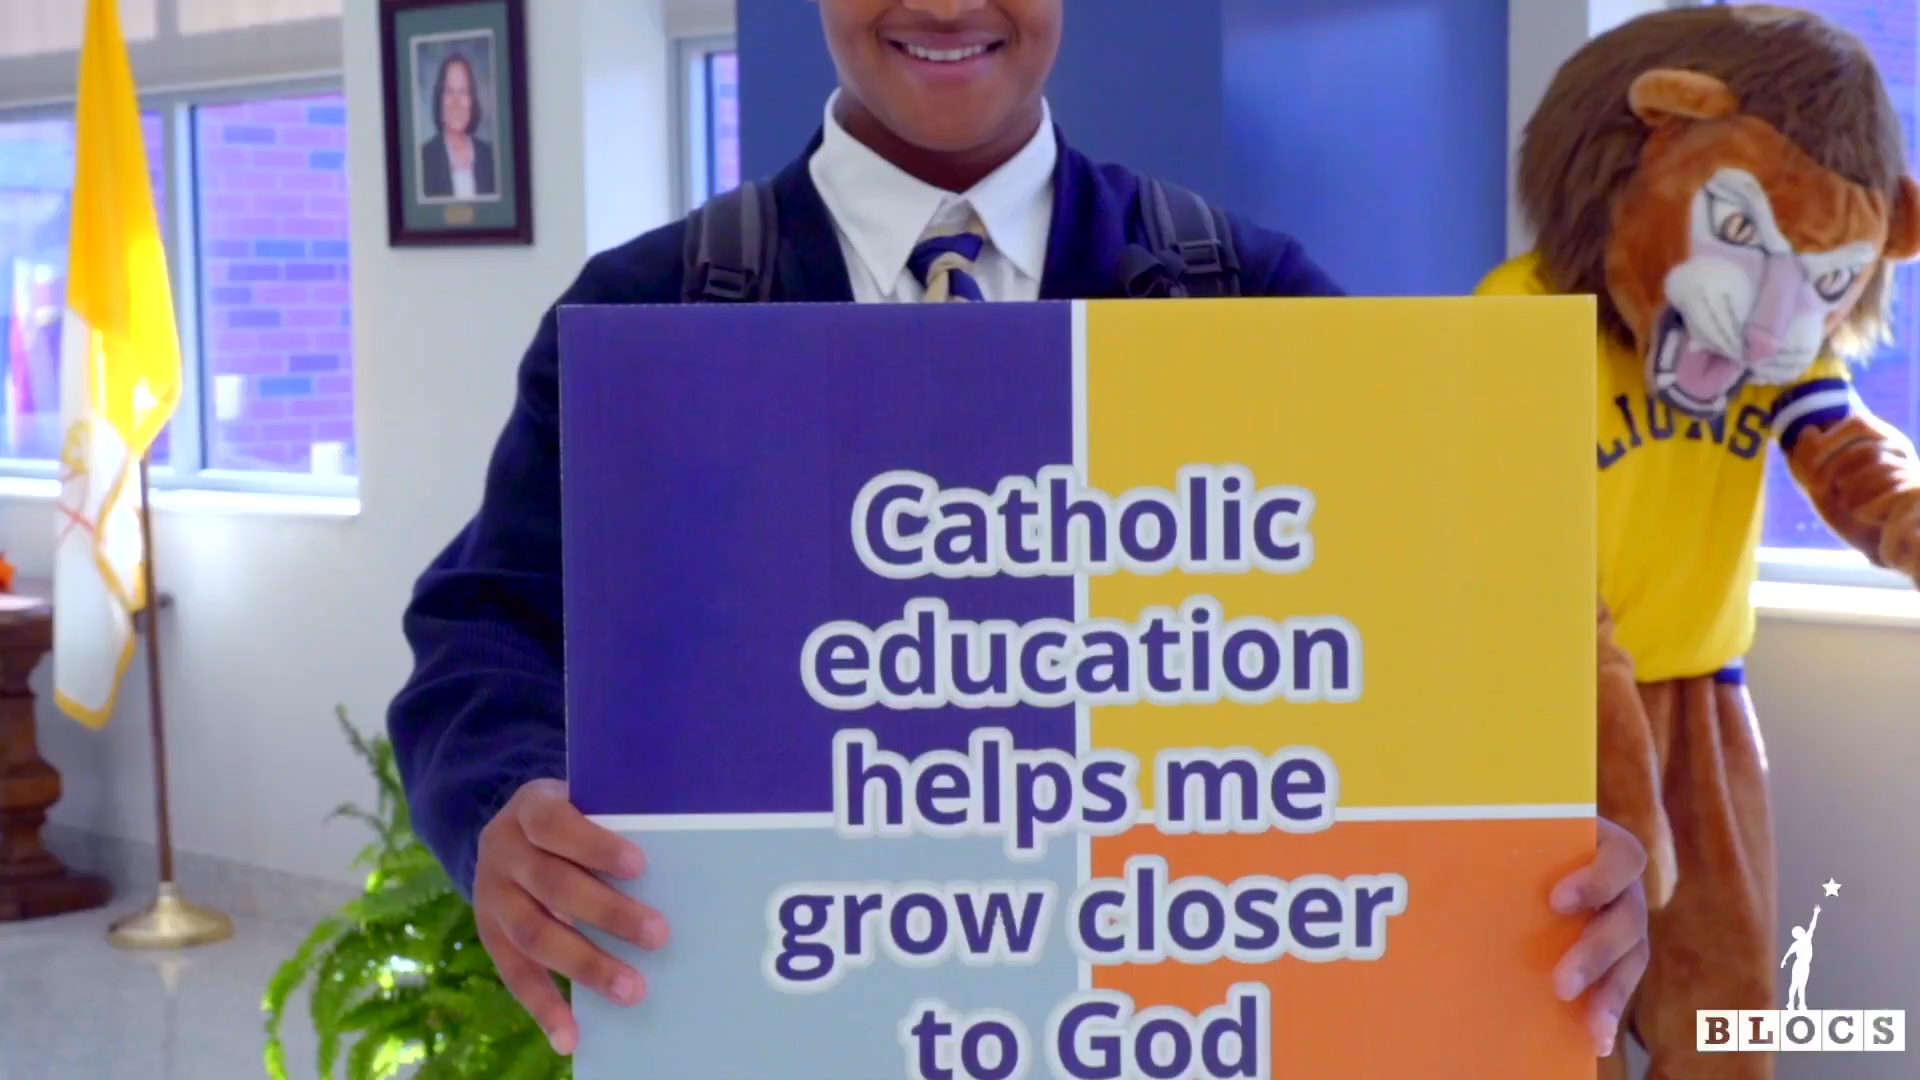 LIONS
Catholic
education
helps me
grow closer
to God
BLOCS